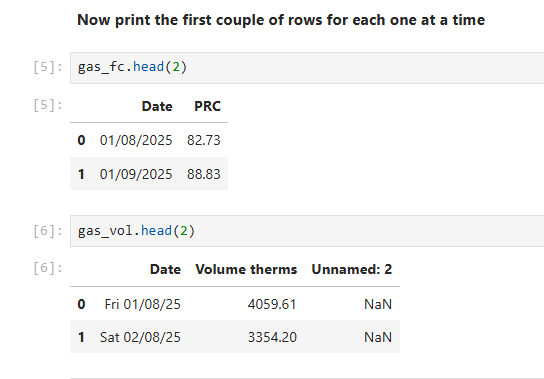 Now print the first couple of rows for each one at a time
[5]: gas_fc.head(2)
[5]:
Date PRC
0 01/08/2025 82.73
1 01/09/2025 88.83
[6]: gas_vol.head(2)
[6]:
Date Volume therms Unnamed: 2
0 Fri 01/08/25 4059.61 NaN
1 Sat 02/08/25 3354.20 NaN